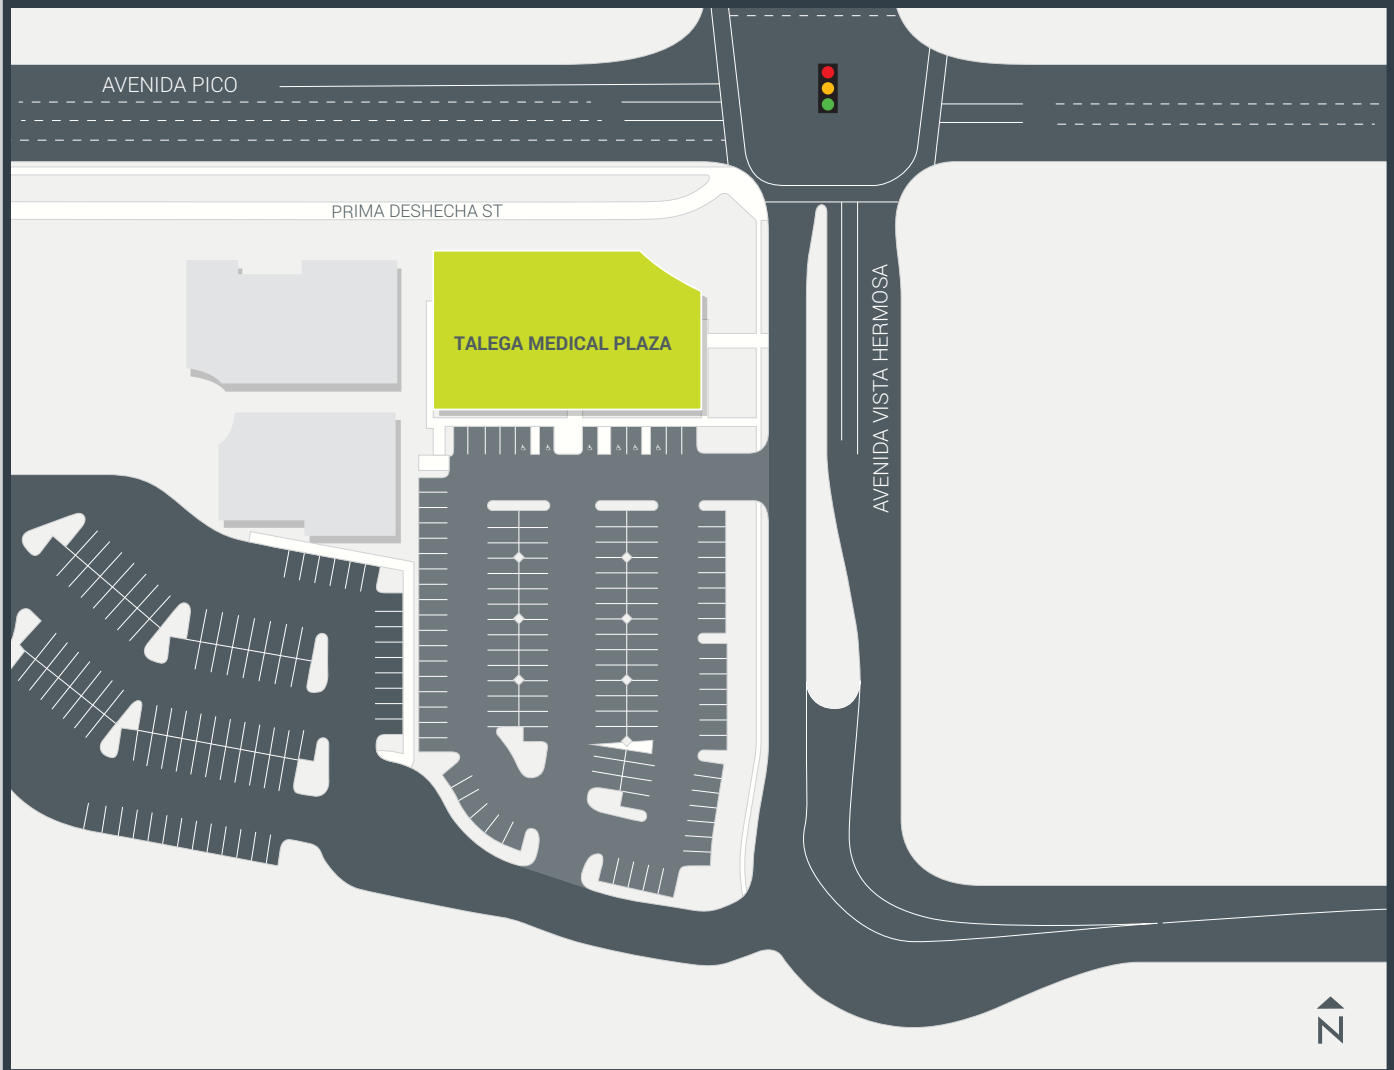 AVENIDA PICO
PRIMA DESHECHA ST
TALEGA MEDICAL PLAZA
AVENIDA VISTA HERMOSA
N